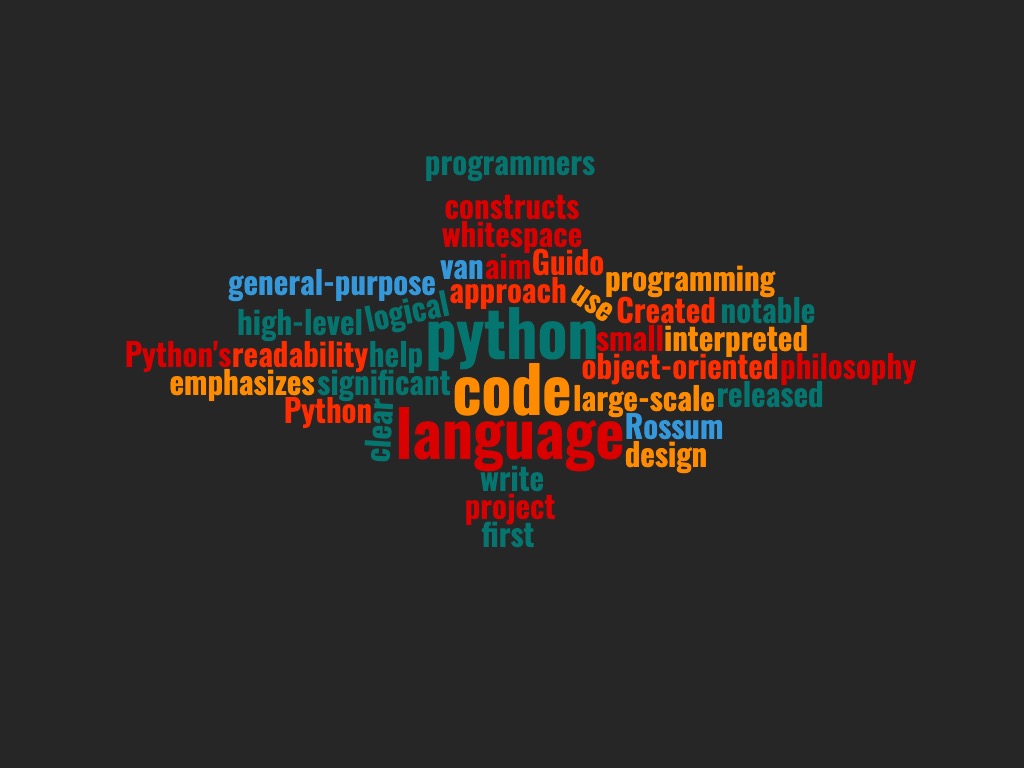 programmers
constructs
whitespace
van aim Guido
general-purpose approach use programming
high-level logical python Created notable
Python's readability help small interpreted
emphasizes significant code object-oriented philosophy
Python clear language large-scale released
Rossum
design
write
project
first